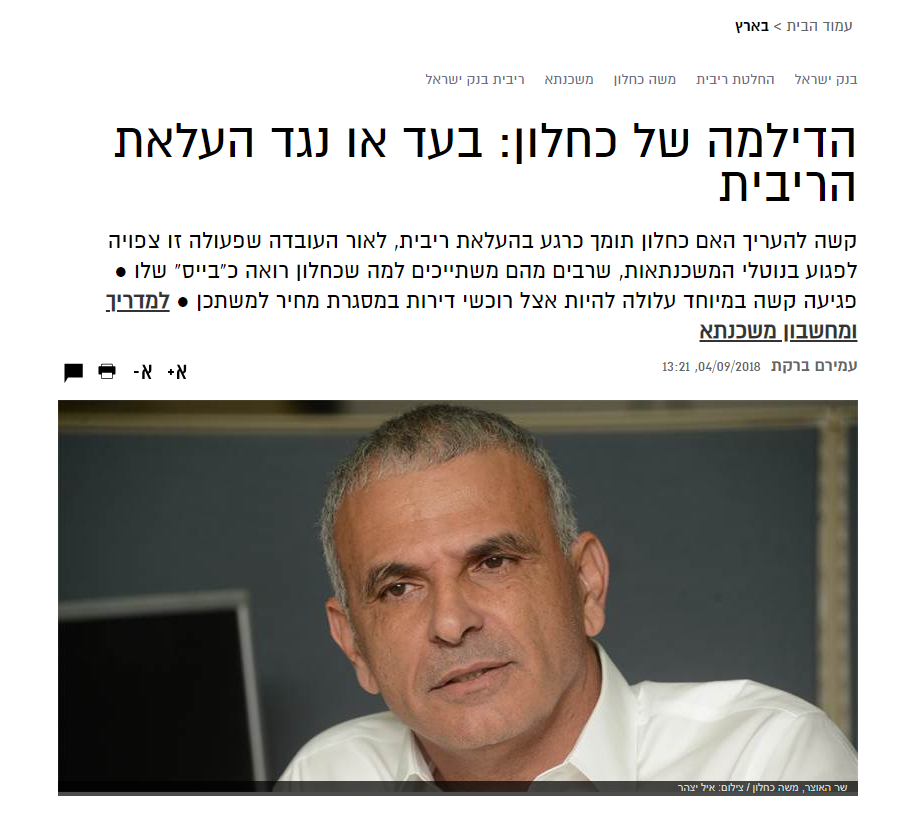 עמוד הבית > בארץ
בנק ישראל החלטת ריבית משה כחלון משכנתא ריבית בנק ישראל
הדילמה של כחלון: בעד או נגד העלאת
הריבית
קשה להעריך האם כחלון תומך כרגע בהעלאת ריבית, לאור העובדה שפעולה זו צפויה
לפגוע בנוטלי המשכנתאות, שרבים מהם משתייכים למה שכחלון רואה כ"בייס" שלו ●
פגיעה קשה במיוחד עלולה להיות אצל רוכשי דירות במסגרת מחיר למשתכן ● למדריך
ומחשבון משכנתא
עמירם ברקת 04/09/2018, 13:21
א+ א-
שר האוצר, משה כחלון / צילום: איל יצהר